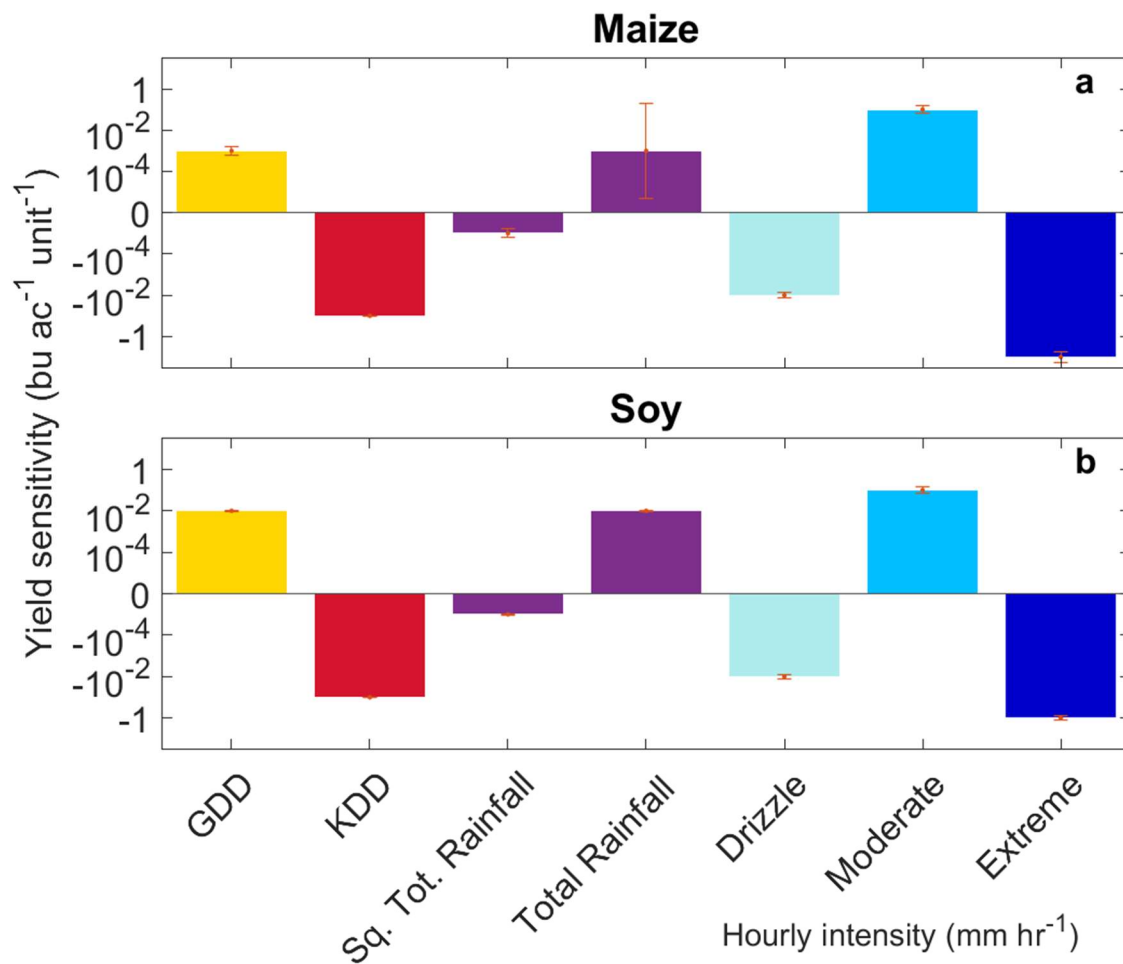 Maize
a
1
10⁻²
10⁻⁴
0
-10⁻⁴
-10⁻²
-1
Yield sensitivity (bu ac⁻¹ unit⁻¹)
Soy
b
1
10⁻²
10⁻⁴
0
-10⁻⁴
-10⁻²
-1
GDD
KDD
Sq. Tot. Rainfall
Total Rainfall
Drizzle
Moderate
Extreme
Hourly intensity (mm hr⁻¹)